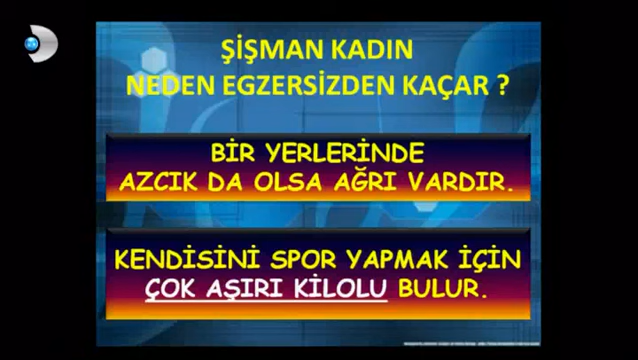 ŞİŞMAN KADIN
NEDEN EGZERSİZDEN KAÇAR ?
BİR YERLERİNDE
AZCIK DA OLSA AĞRI VARDIR.
KENDİSİNİ SPOR YAPMAK İÇİN
ÇOK AŞIRI KİLOLU BULUR.